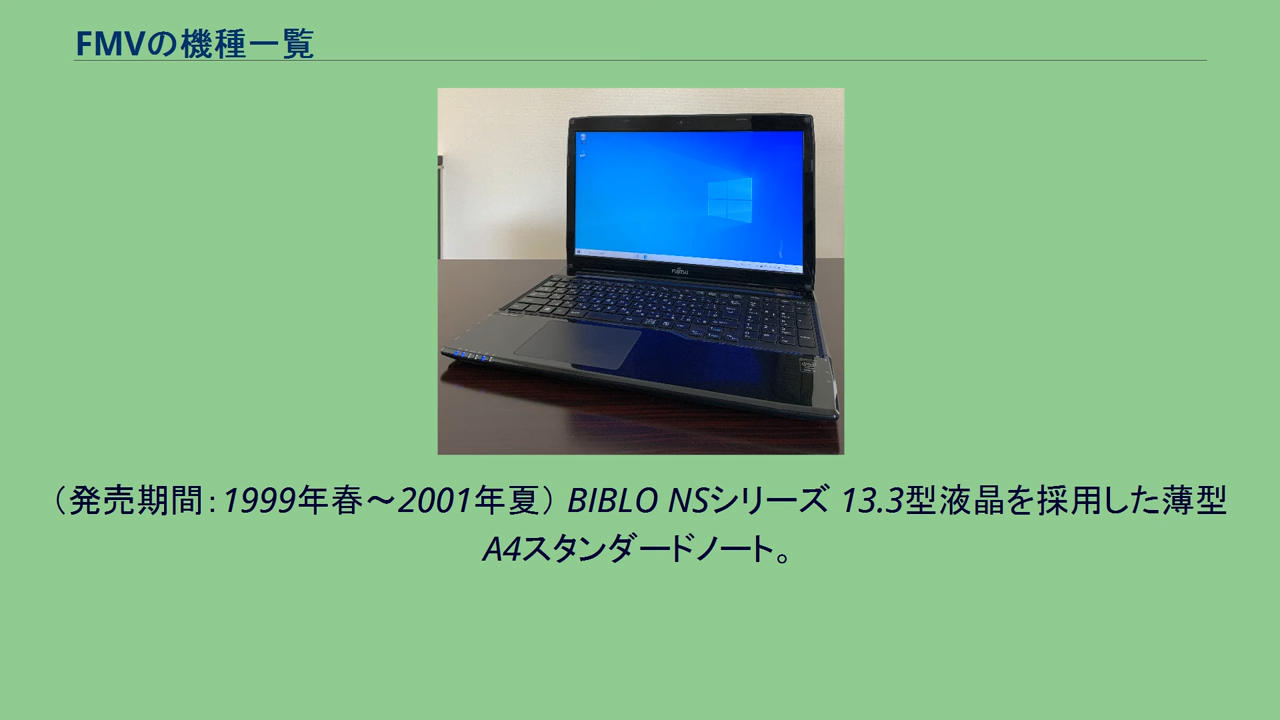 FMVの機種一覧
FUJITSU
（発売期間：1999年春～2001年夏） BIBLO NSシリーズ 13.3型液晶を採用した薄型
A4スタンダードノート。